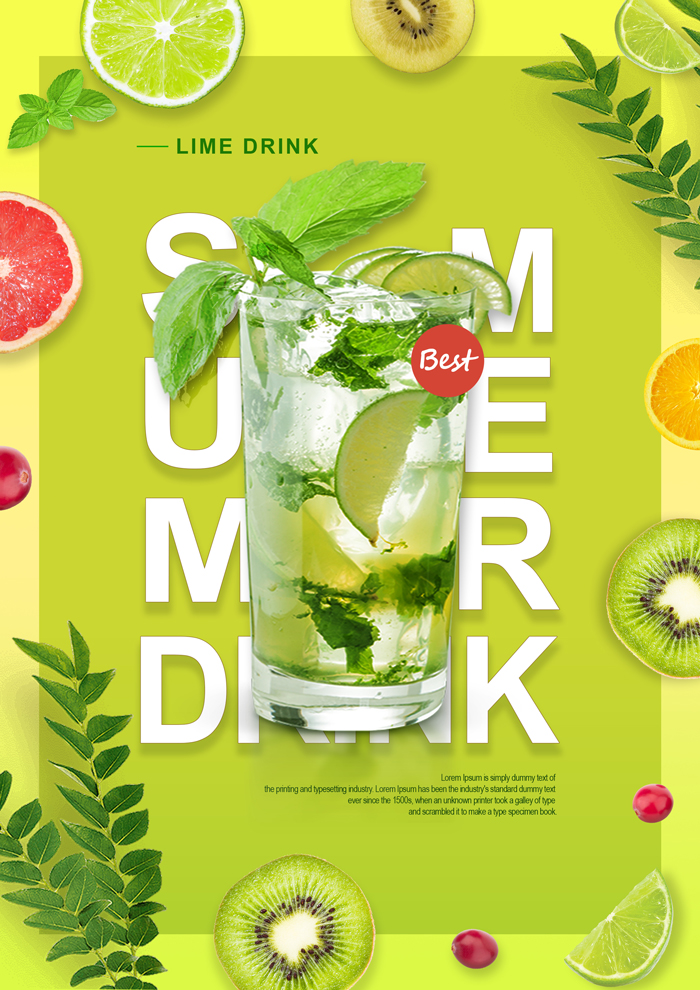 LIME DRINK
S M
U E
M R
DRINK
Best
Lorem Ipsum is simply dummy text of
the printing and typesetting industry. Lorem Ipsum has been the industry's standard dummy text
ever since the 1500s, when an unknown printer took a galley of type
and scrambled it to make a type specimen book.